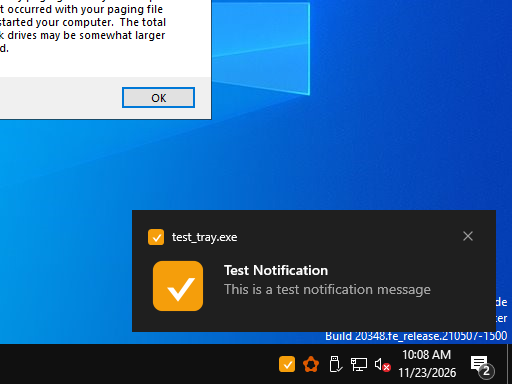 t occurred with your paging file
started your computer. The total
k drives may be somewhat larger
d.
OK
test_tray.exe
Test Notification
This is a test notification message
de
ter
Build 20348.fe_release.210507-1500
10:08 AM
11/23/2026
2